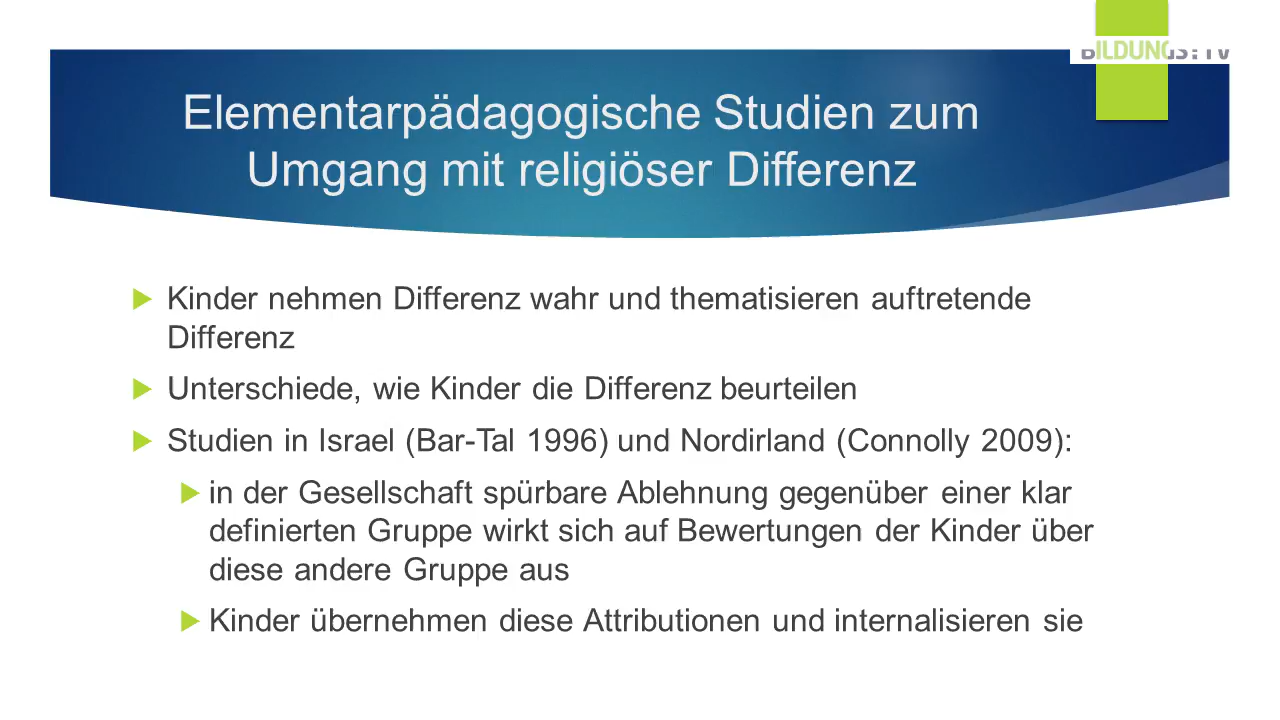 BILDUNGS:TV
Elementarpädagogische Studien zum
Umgang mit religiöser Differenz
Kinder nehmen Differenz wahr und thematisieren auftretende
Differenz
Unterschiede, wie Kinder die Differenz beurteilen
Studien in Israel (Bar-Tal 1996) und Nordirland (Connolly 2009):
in der Gesellschaft spürbare Ablehnung gegenüber einer klar
definierten Gruppe wirkt sich auf Bewertungen der Kinder über
diese andere Gruppe aus
Kinder übernehmen diese Attributionen und internalisieren sie